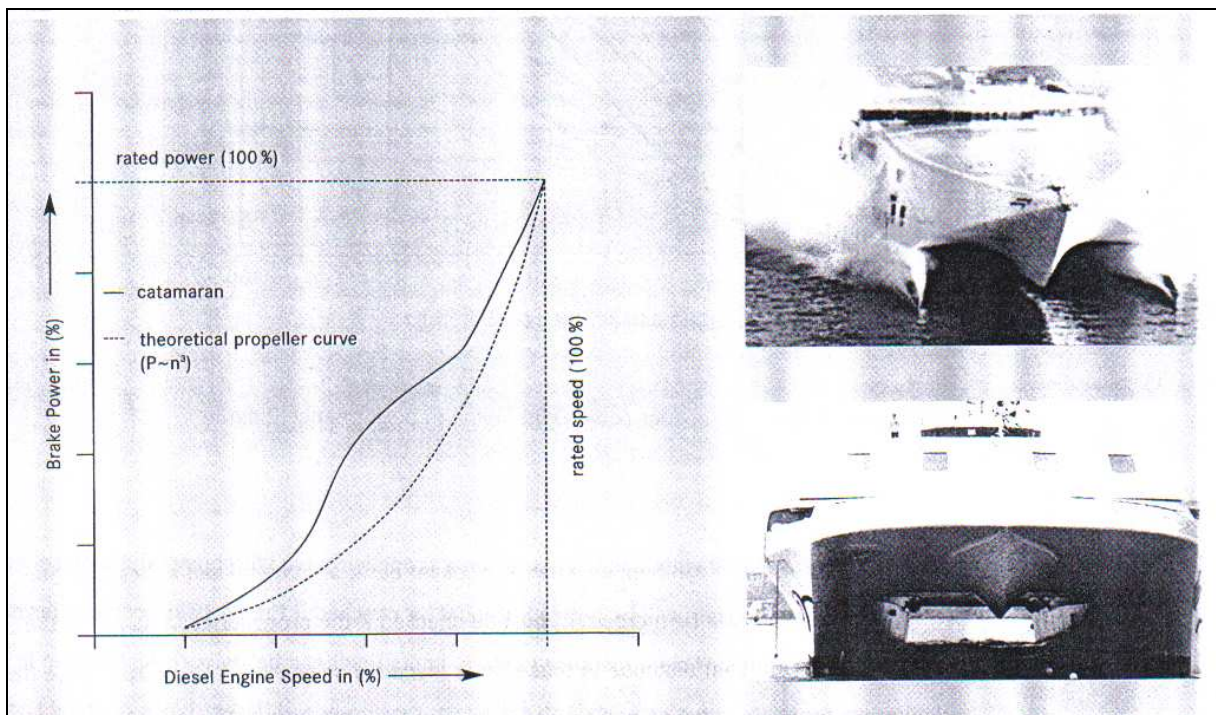 rated power (100 %)
catamaran
theoretical propeller curve
(P~n³)
Brake Power in (%)
rated speed (100 %)
Diesel Engine Speed in (%)